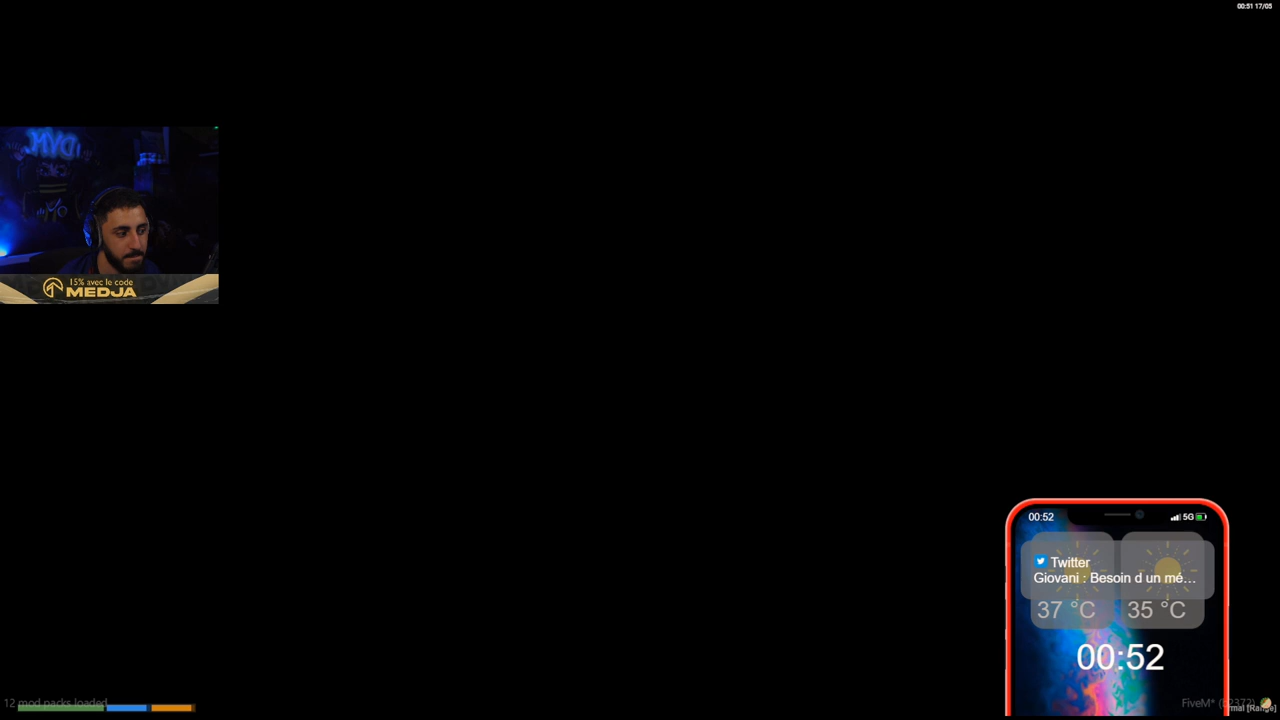 00:51 17/05
15% avec le code
MEDJA
00:52
5G
Twitter
Giovani : Besoin d un mé...
37 °C
35 °C
00:52
12 mod packs loaded
FiveM*